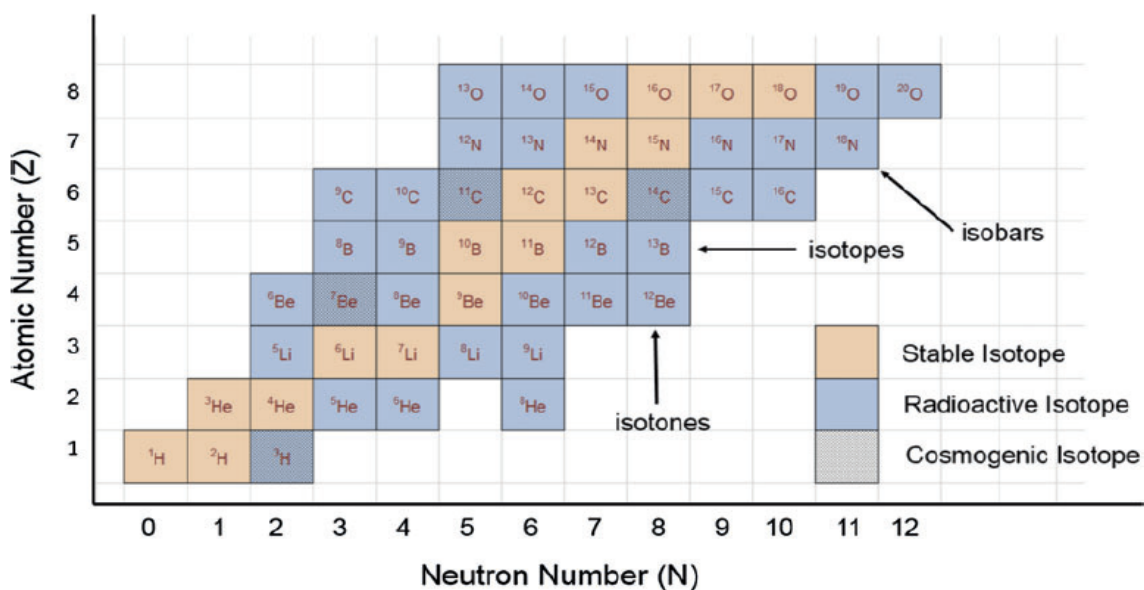 Atomic Number (Z)
8
¹³O ¹⁴O ¹⁵O ¹⁶O ¹⁷O ¹⁸O ¹⁹O ²⁰O
7
¹²N ¹³N ¹⁴N ¹⁵N ¹⁶N ¹⁷N ¹⁸N
6
⁹C ¹⁰C ¹¹C ¹²C ¹³C ¹⁴C ¹⁵C ¹⁶C
isobars
5
⁸B ⁹B ¹⁰B ¹¹B ¹²B ¹³B
isotopes
4
⁶Be ⁷Be ⁸Be ⁹Be ¹⁰Be ¹¹Be ¹²Be
3
⁵Li ⁶Li ⁷Li ⁸Li ⁹Li
Stable Isotope
2
³He ⁴He ⁵He ⁶He ⁸He
Radioactive Isotope
isotones
1
¹H ²H ³H
Cosmogenic Isotope
0 1 2 3 4 5 6 7 8 9 10 11 12
Neutron Number (N)